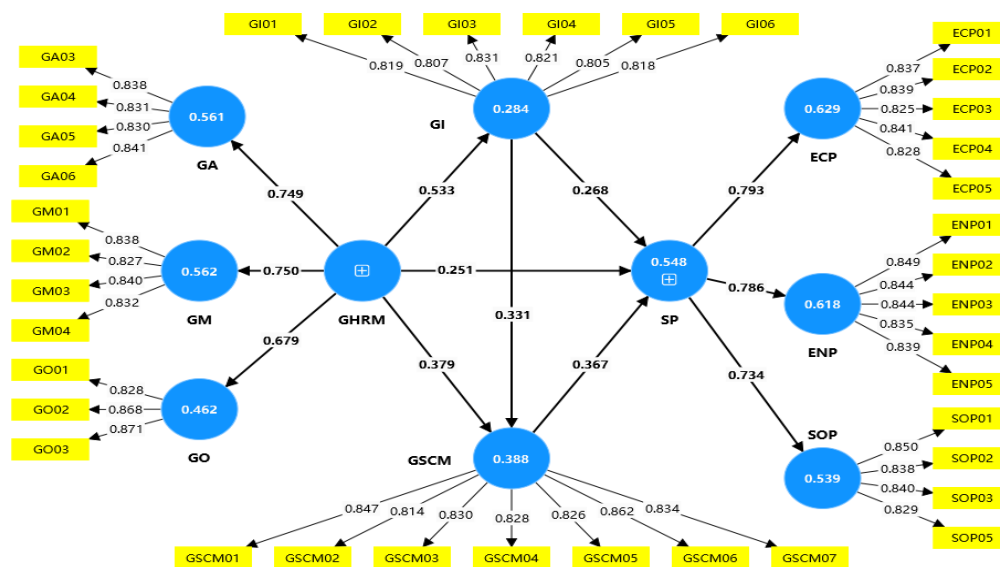 GI01 GI02 GI03 GI04 GI05 GI06
0.819 0.807 0.831 0.821 0.805 0.818
GA03
GA04
GA05
GA06
0.838
0.831
0.830
0.841
0.561
GA
GM01
GM02
GM03
GM04
0.838
0.827
0.840
0.832
0.562
GM
GO01
GO02
GO03
0.828
0.868
0.871
0.462
GO
0.749
0.750
0.679
GHRM
0.533
0.251
0.379
GI
0.284
0.268
0.331
0.367
GSCM
0.388
0.847 0.814 0.830 0.828 0.826 0.862 0.834
GSCM01 GSCM02 GSCM03 GSCM04 GSCM05 GSCM06 GSCM07
0.548
SP
0.793
0.786
0.734
0.629
ECP
0.837
0.839
0.825
0.841
0.828
ECP01
ECP02
ECP03
ECP04
ECP05
0.618
ENP
0.849
0.844
0.844
0.835
0.839
ENP01
ENP02
ENP03
ENP04
ENP05
SOP
0.539
0.850
0.838
0.840
0.829
SOP01
SOP02
SOP03
SOP05